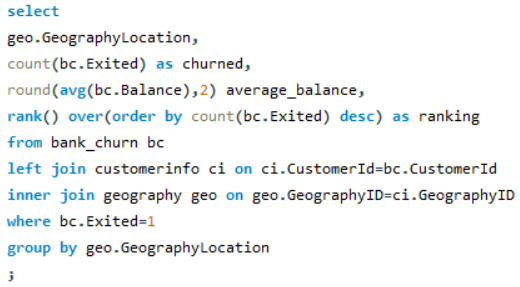 select
geo.GeographyLocation,
count(bc.Exited) as churned,
round(avg(bc.Balance),2) average_balance,
rank() over(order by count(bc.Exited) desc) as ranking
from bank_churn bc
left join customerinfo ci on ci.CustomerId=bc.CustomerId
inner join geography geo on geo.GeographyID=ci.GeographyID
where bc.Exited=1
group by geo.GeographyLocation
;